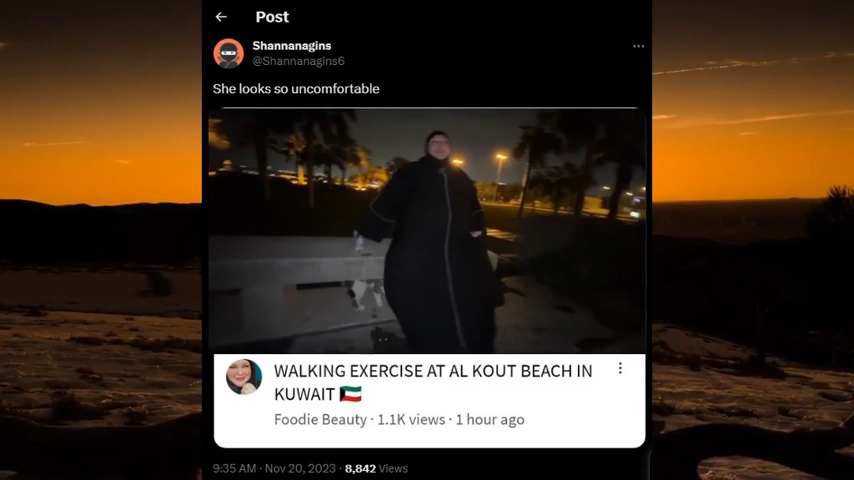 Post
Shannanagins
@Shannanagins6
She looks so uncomfortable
WALKING EXERCISE AT AL KOUT BEACH IN
KUWAIT 🇰🇼
Foodie Beauty · 1.1K views · 1 hour ago
9:35 AM · Nov 20, 2023 · 8,842 Views